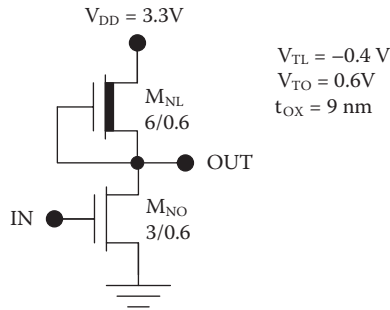 V_DD = 3.3V
V_TL = −0.4 V
V_TO = 0.6V
t_OX = 9 nm
M_NL
6/0.6
OUT
M_NO
3/0.6
IN